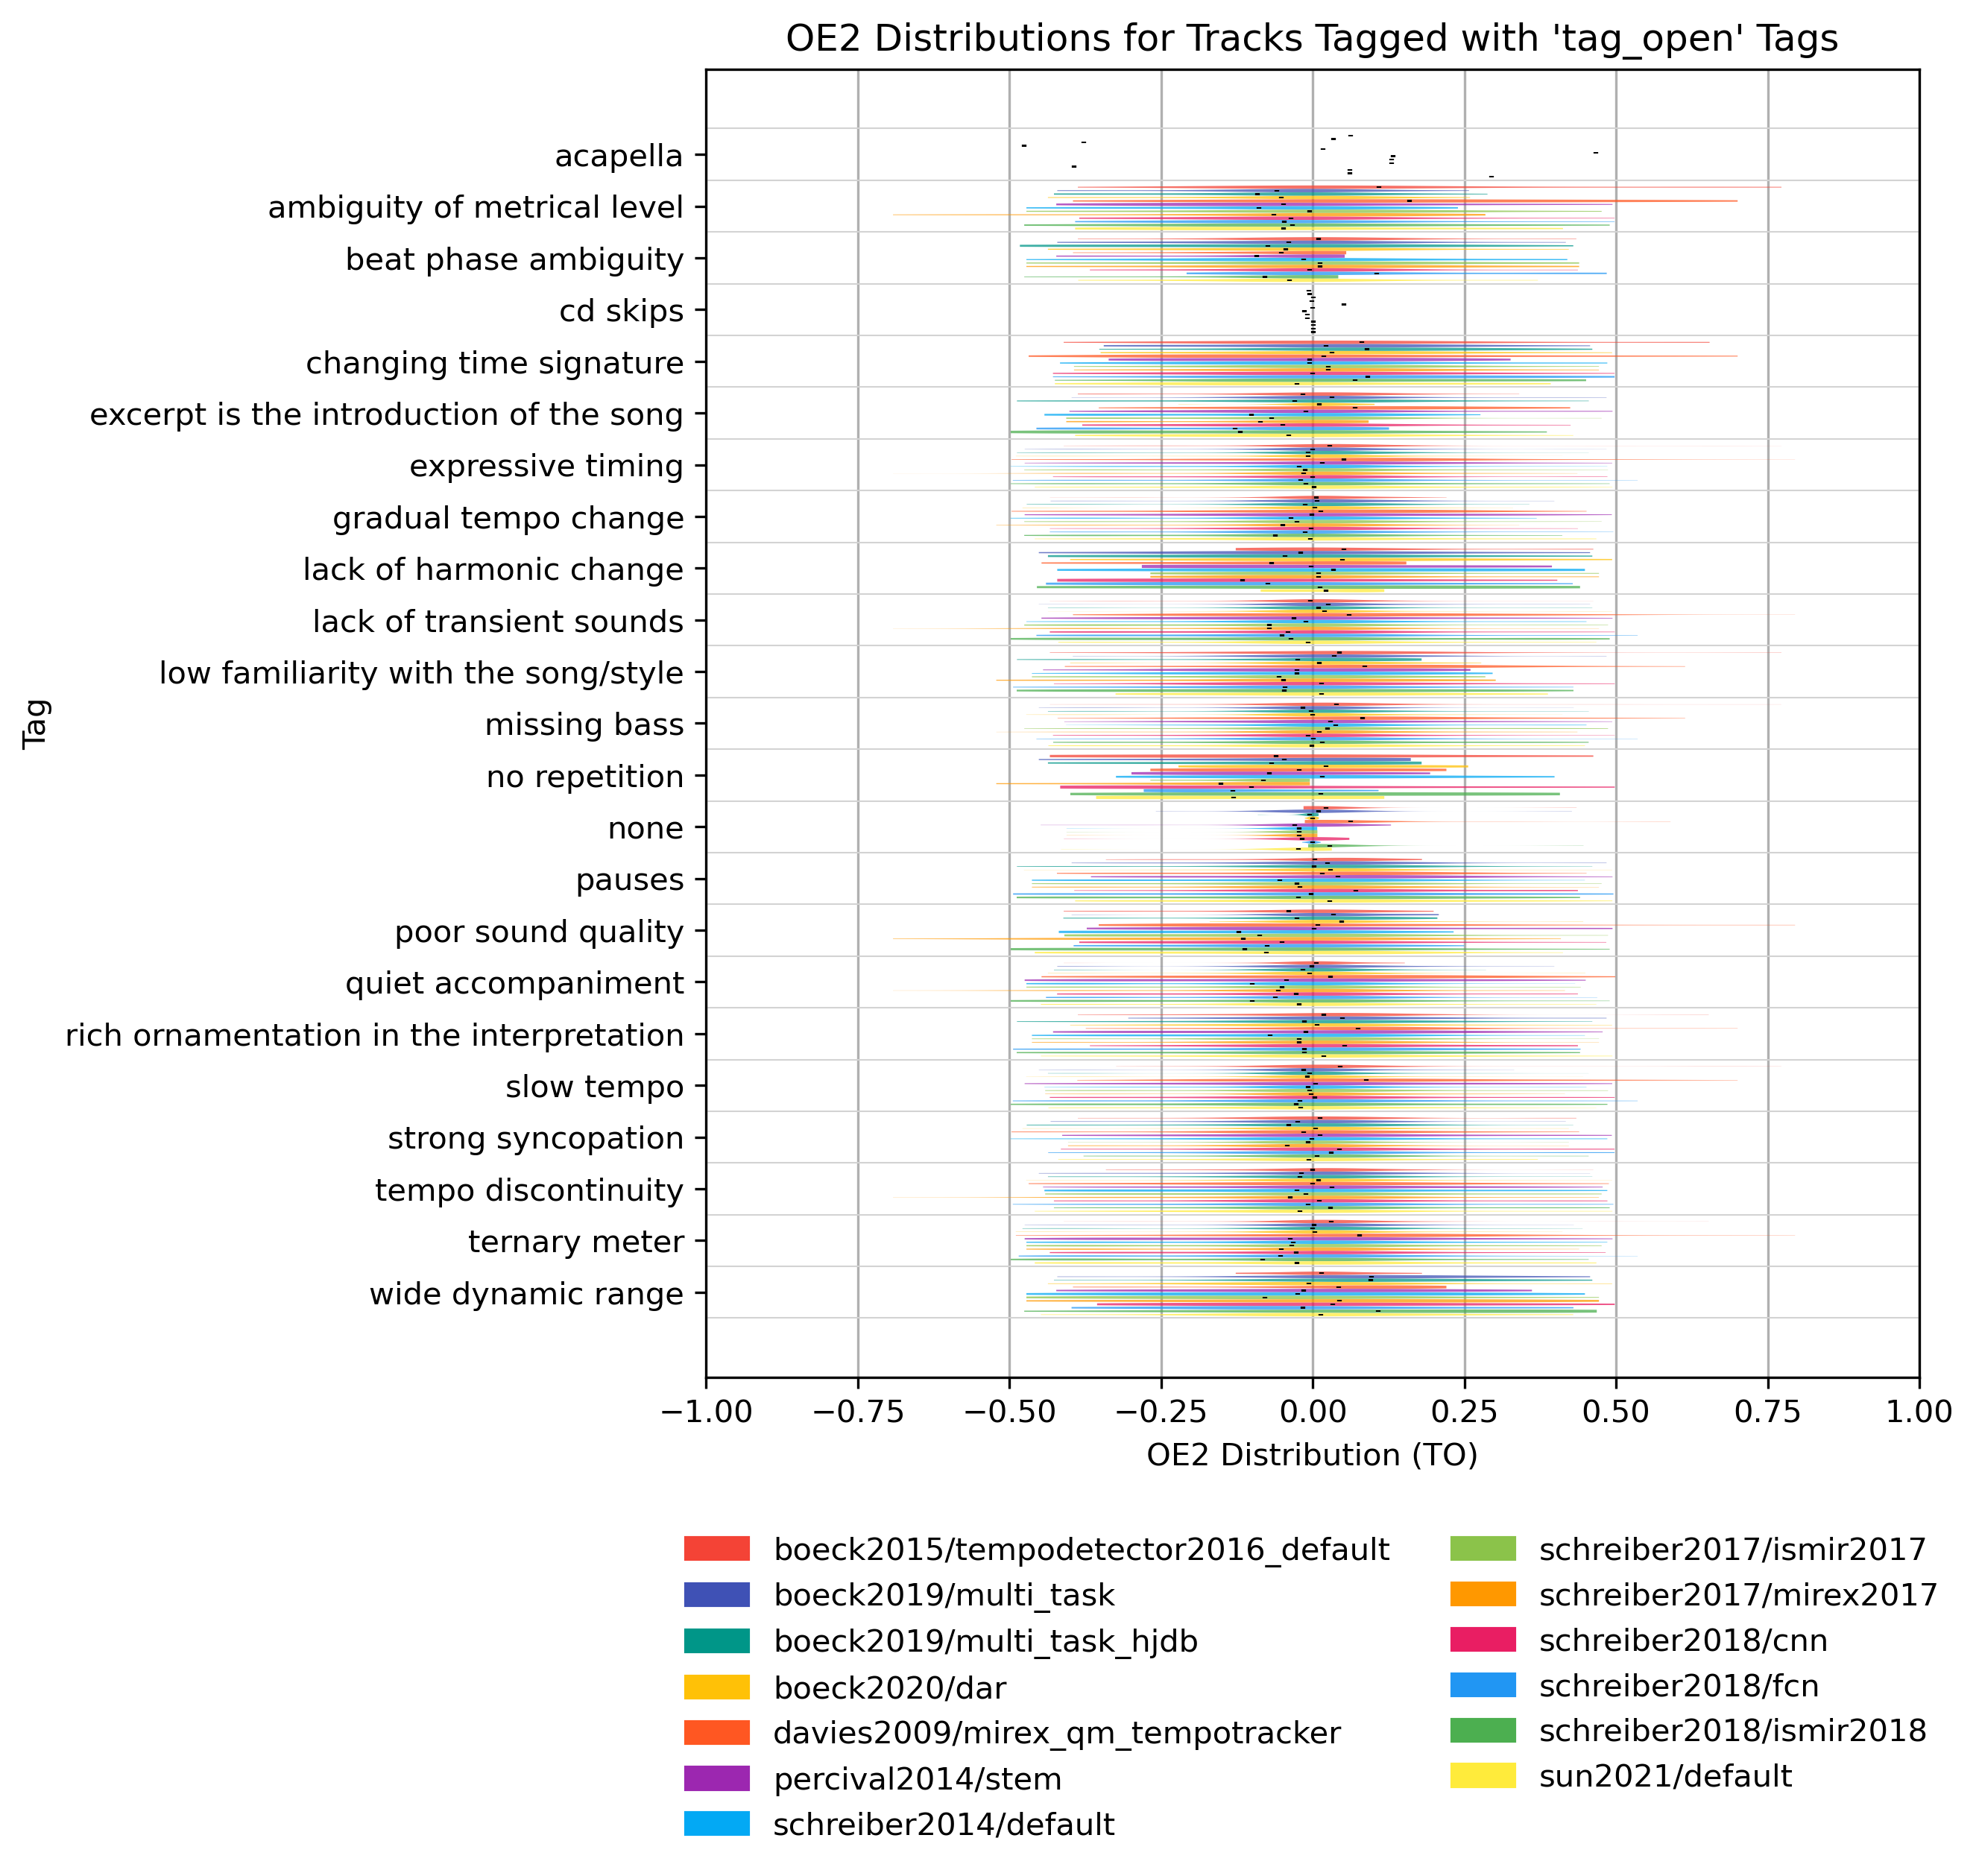 OE2 Distributions for Tracks Tagged with 'tag_open' Tags
Tag
acapella
ambiguity of metrical level
beat phase ambiguity
cd skips
changing time signature
excerpt is the introduction of the song
expressive timing
gradual tempo change
lack of harmonic change
lack of transient sounds
low familiarity with the song/style
missing bass
no repetition
none
pauses
poor sound quality
quiet accompaniment
rich ornamentation in the interpretation
slow tempo
strong syncopation
tempo discontinuity
ternary meter
wide dynamic range
−1.00 −0.75 −0.50 −0.25 0.00 0.25 0.50 0.75 1.00
OE2 Distribution (TO)
boeck2015/tempodetector2016_default
boeck2019/multi_task
boeck2019/multi_task_hjdb
boeck2020/dar
davies2009/mirex_qm_tempotracker
percival2014/stem
schreiber2014/default
schreiber2017/ismir2017
schreiber2017/mirex2017
schreiber2018/cnn
schreiber2018/fcn
schreiber2018/ismir2018
sun2021/default